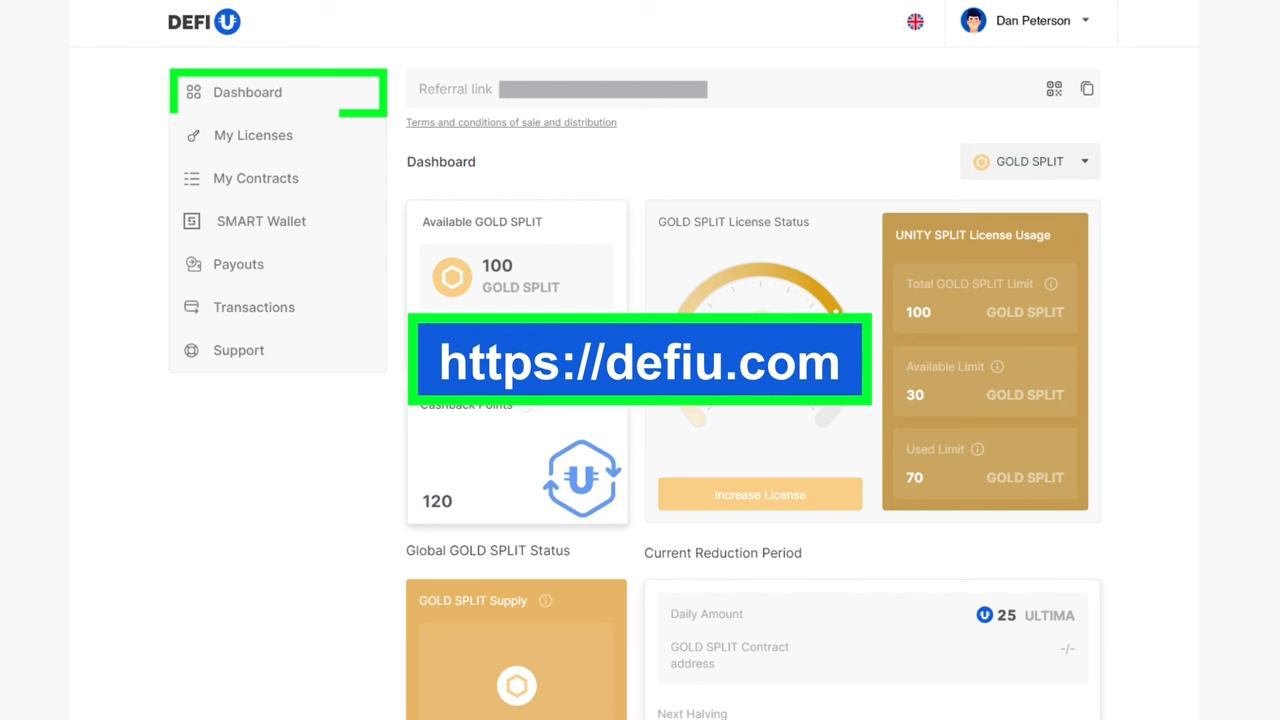 DEFI U
Dan Peterson
Dashboard
My Licenses
My Contracts
SMART Wallet
Payouts
Transactions
Support
Referral link
Terms and conditions of sale and distribution
Dashboard
GOLD SPLIT
Available GOLD SPLIT
100
GOLD SPLIT
https://defiu.com
Cashback Points
120
GOLD SPLIT License Status
Increase License
UNITY SPLIT License Usage
Total GOLD SPLIT Limit
100 GOLD SPLIT
Available Limit
30 GOLD SPLIT
Used Limit
70 GOLD SPLIT
Global GOLD SPLIT Status
GOLD SPLIT Supply
Current Reduction Period
Daily Amount
25 ULTIMA
GOLD SPLIT Contract
address
-/-
Next Halving